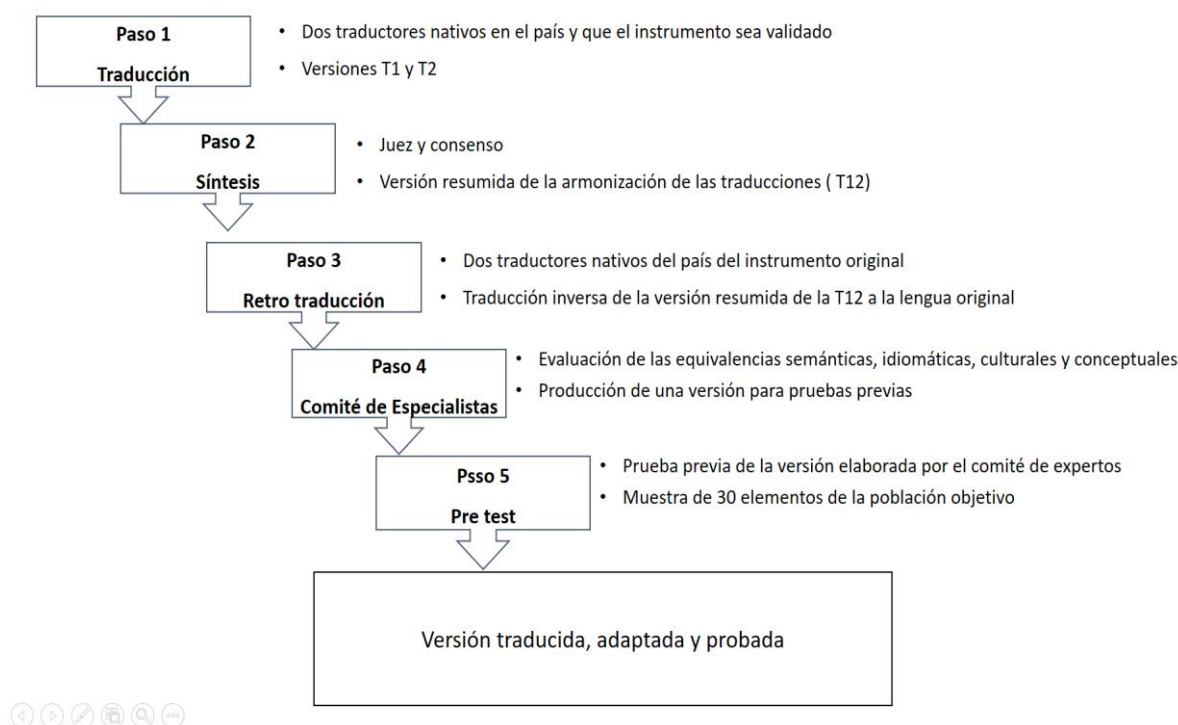 Paso 1
Traducción
• Dos traductores nativos en el país y que el instrumento sea validado
• Versiones T1 y T2
Paso 2
Síntesis
• Juez y consenso
• Versión resumida de la armonización de las traducciones ( T12)
Paso 3
Retro traducción
• Dos traductores nativos del país del instrumento original
• Traducción inversa de la versión resumida de la T12 a la lengua original
Paso 4
Comité de Especialistas
• Evaluación de las equivalencias semánticas, idiomáticas, culturales y conceptuales
• Producción de una versión para pruebas previas
Psso 5
Pre test
• Prueba previa de la versión elaborada por el comité de expertos
• Muestra de 30 elementos de la población objetivo
Versión traducida, adaptada y probada